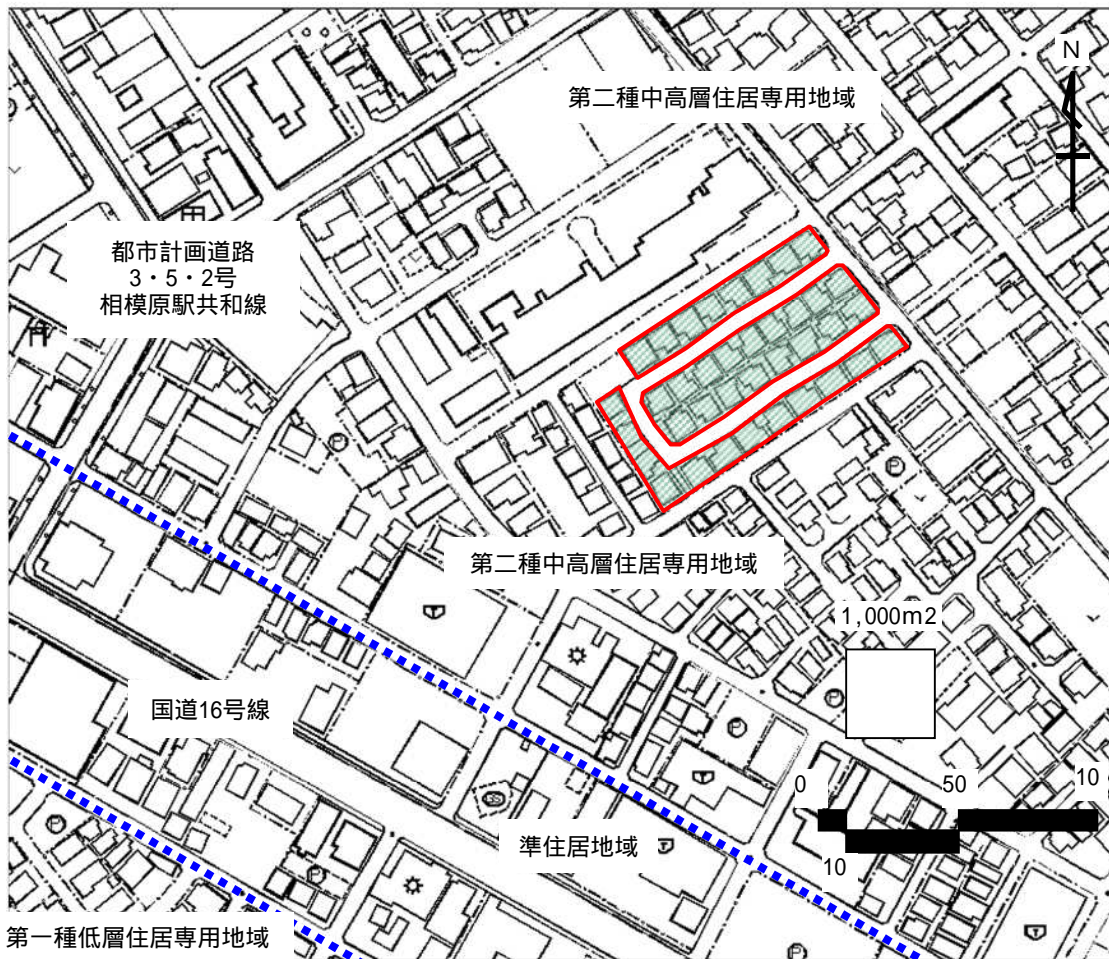 第二種中高層住居専用地域
N
都市計画道路
3・5・2号
相模原駅共和線
第二種中高層住居専用地域
1,000m2
国道16号線
0
50
10
10
準住居地域
第一種低層住居専用地域